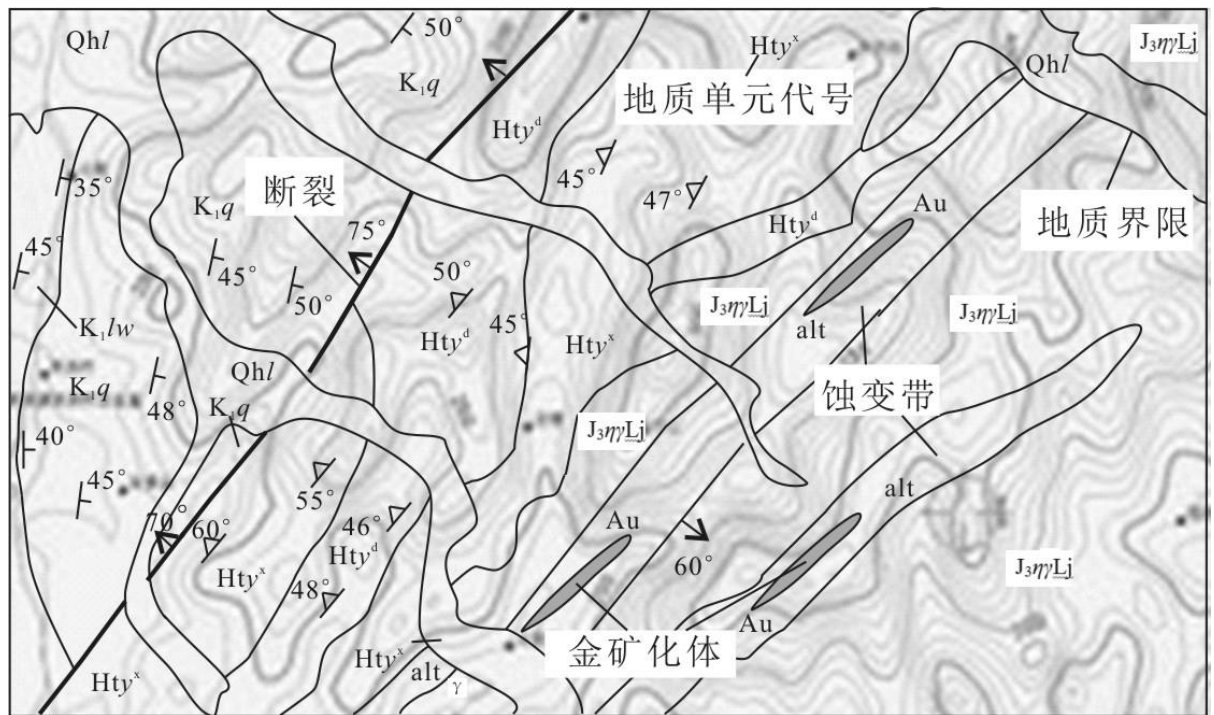 Qhl
50°
K₁q
Htyˣ
地质单元代号
J₃ηγLj
Qhl
Htyᵈ
45°
47°
35°
断裂
K₁q
75°
Htyᵈ
Au
地质界限
45°
45°
50°
50°
K₁lw
Htyᵈ
45°
Htyˣ
J₃ηγLj
alt
J₃ηγLj
K₁q
48°
Qhl
K₁q
蚀变带
40°
J₃ηγLj
45°
55°
alt
70°
60°
46°
Au
Htyˣ
Htyᵈ
48°
60°
J₃ηγLj
Au
Htyˣ
Htyˣ
alt
γ
金矿化体